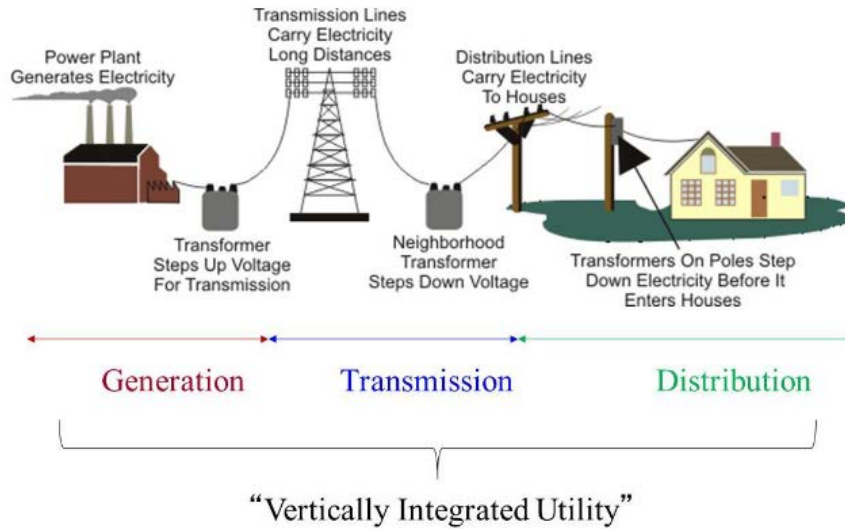 Power Plant
Generates Electricity
Transmission Lines
Carry Electricity
Long Distances
Distribution Lines
Carry Electricity
To Houses
Transformer
Steps Up Voltage
For Transmission
Neighborhood
Transformer
Steps Down Voltage
Transformers On Poles Step
Down Electricity Before It
Enters Houses
Generation
Transmission
Distribution
“Vertically Integrated Utility”